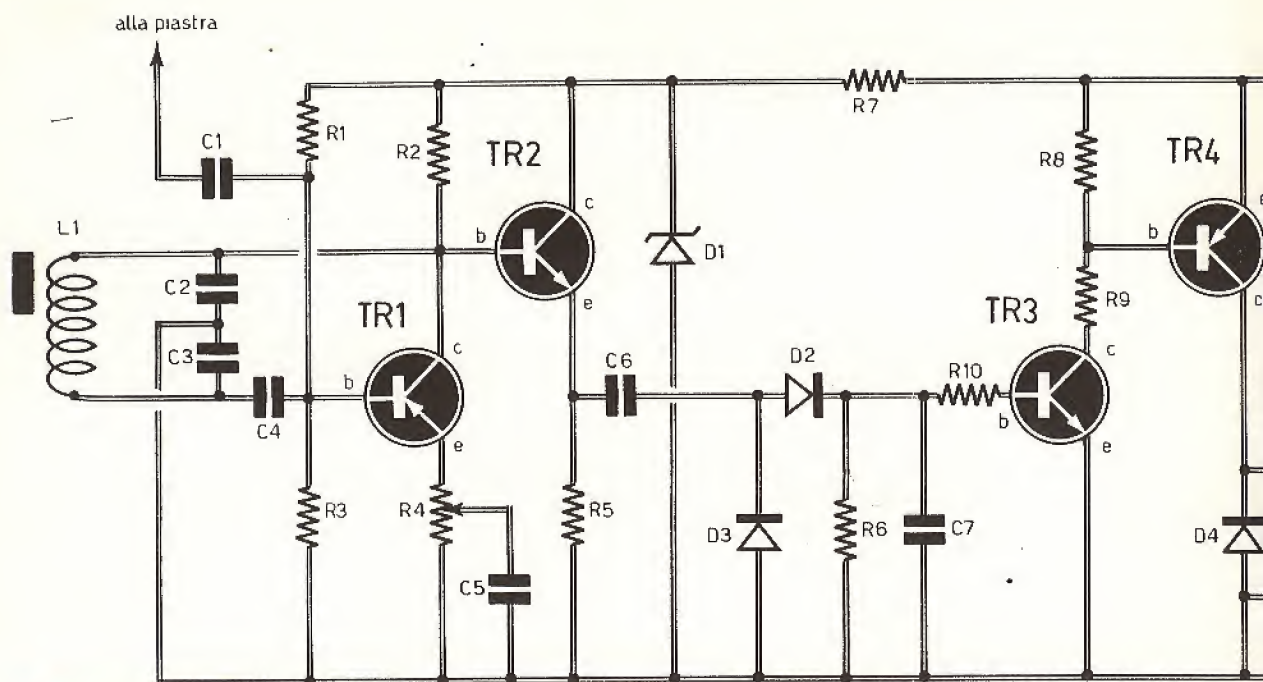 alla piastra
C1
R1
R2
TR2
R7
R8
TR4
L1
c
b
e
D1
b
e
c
C2
C3
TR1
R9
TR3
c
b
e
C4
C6
D2
R10
c
b
e
R3
R4
C5
R5
D3
R6
C7
D4